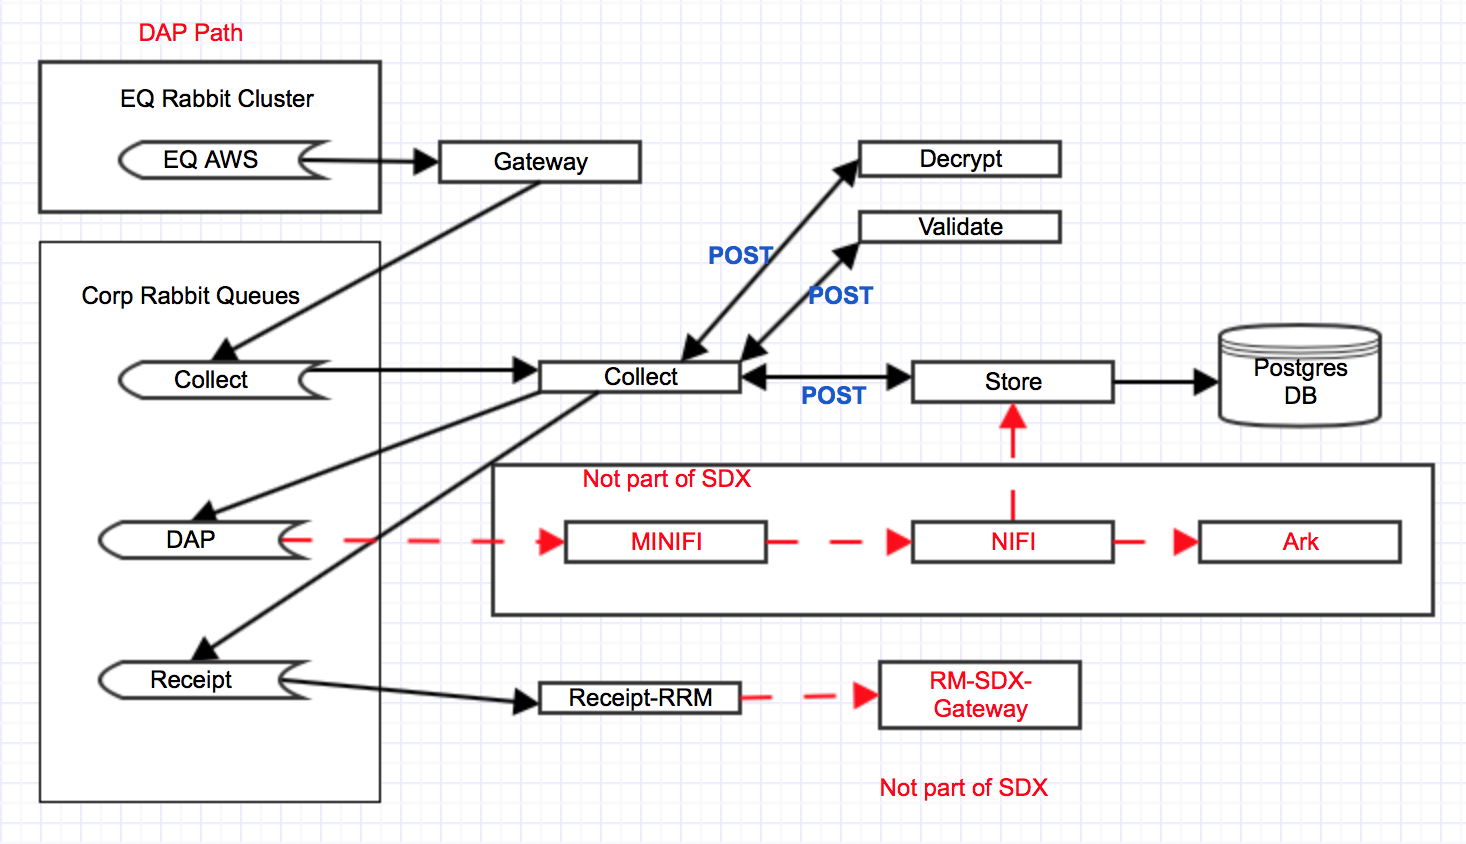 DAP Path
EQ Rabbit Cluster
EQ AWS
Gateway
Decrypt
Validate
POST
POST
Corp Rabbit Queues
Collect
Collect
POST
Store
Postgres
DB
Not part of SDX
DAP
MINIFI
NIFI
Ark
Receipt
Receipt-RRM
RM-SDX-
Gateway
Not part of SDX